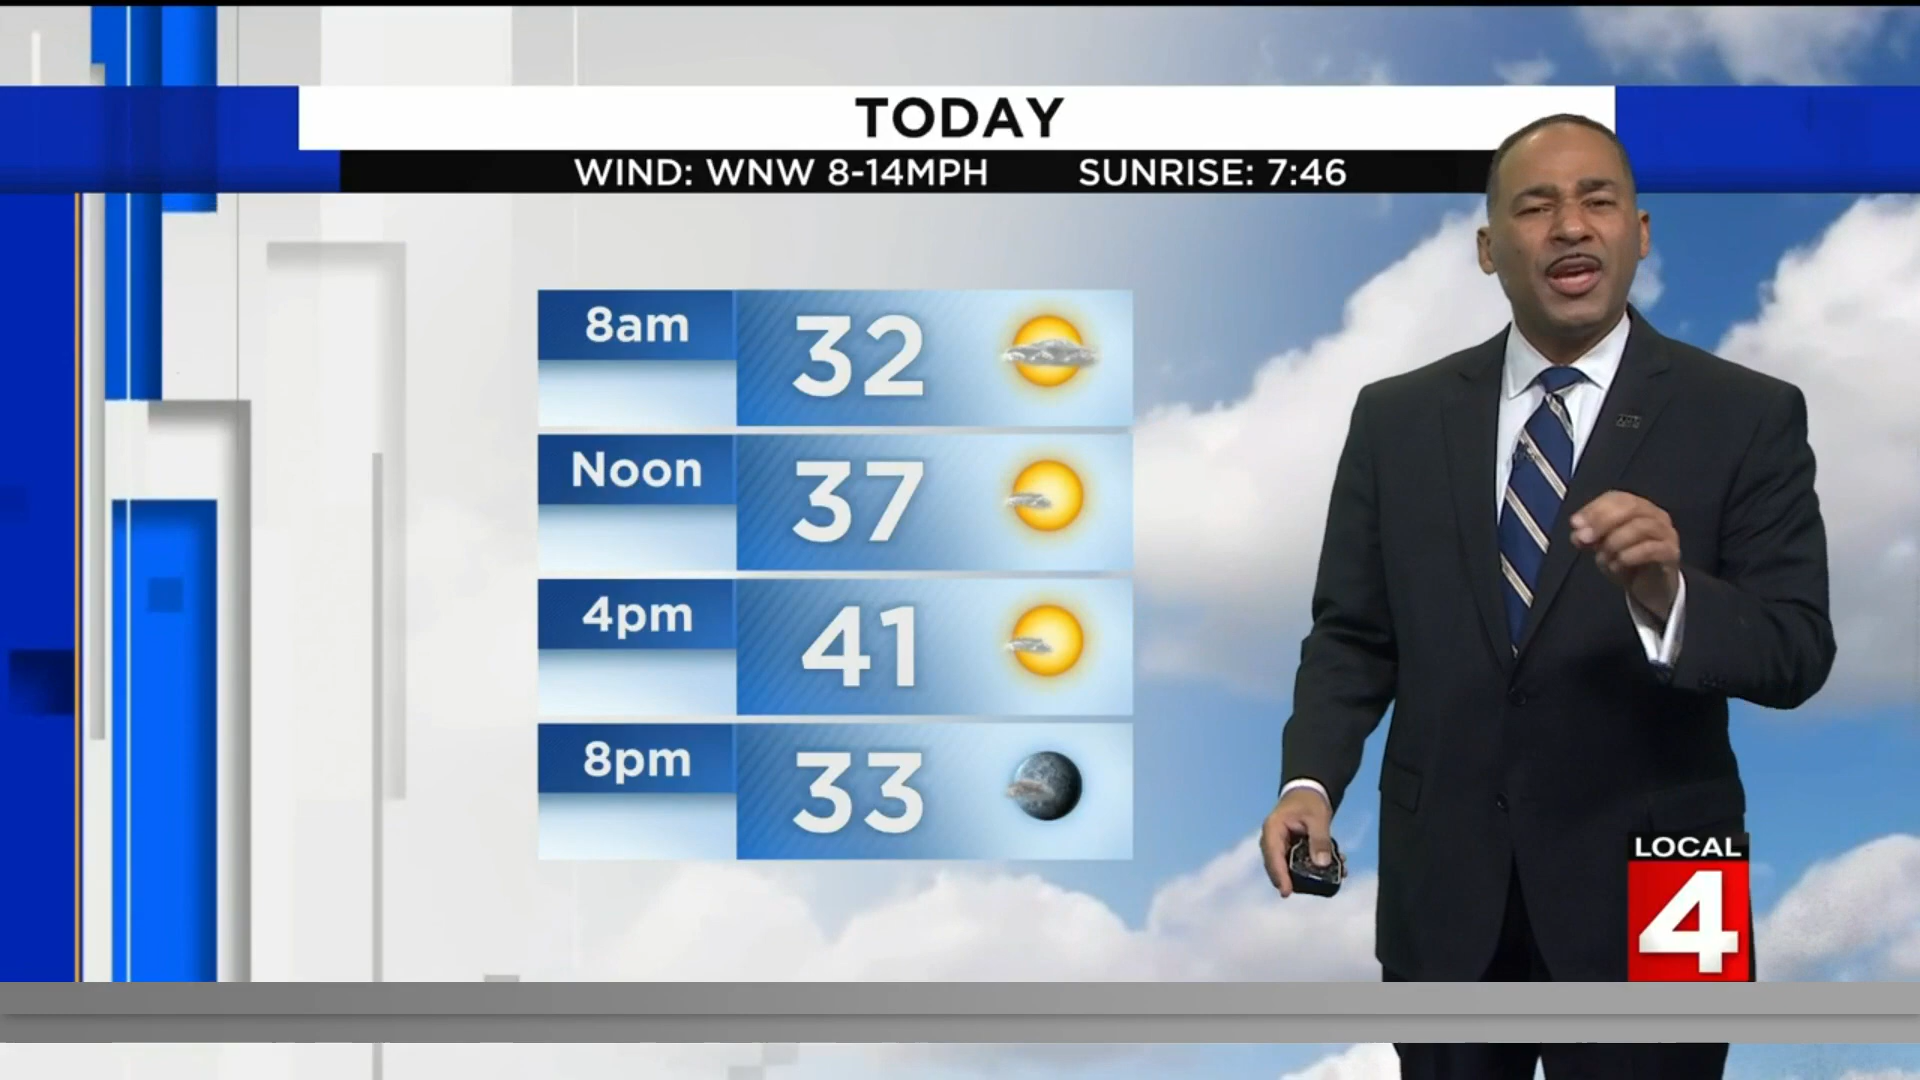 TODAY
WIND: WNW 8-14MPH SUNRISE: 7:46
8am 32
Noon 37
4pm 41
8pm 33
LOCAL
4